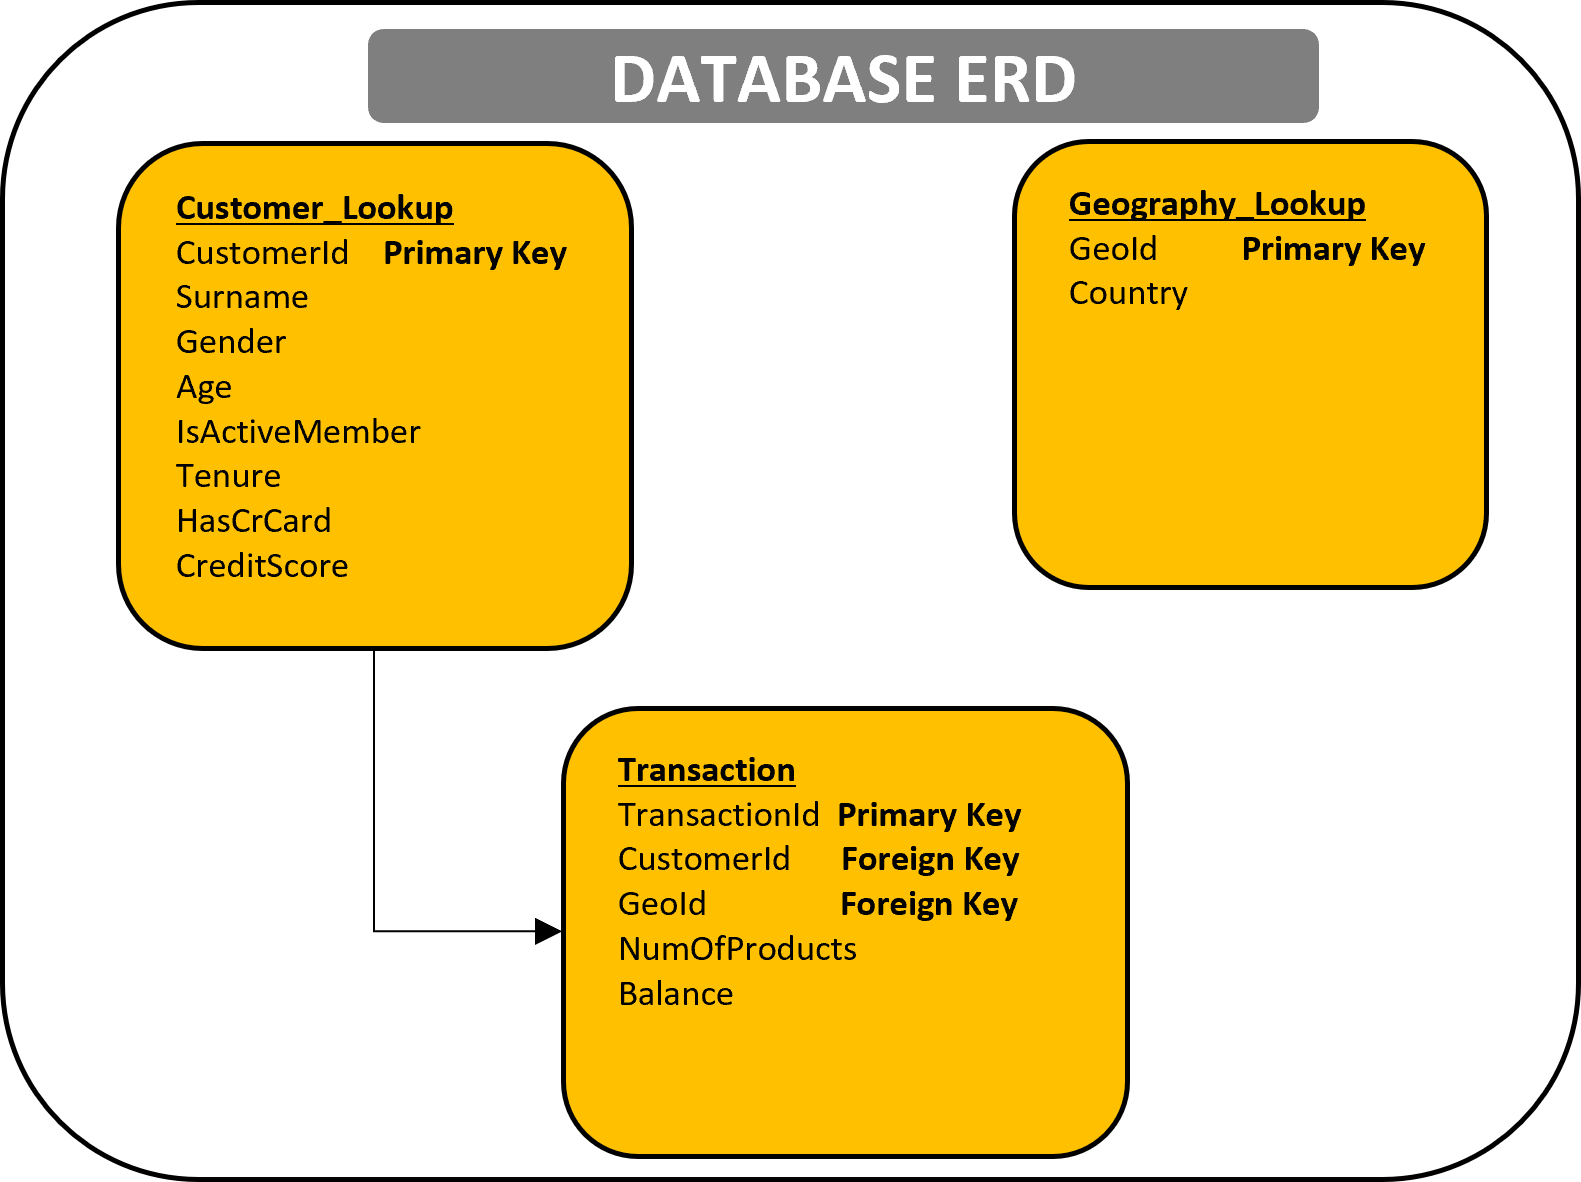 DATABASE ERD
Customer_Lookup
CustomerId Primary Key
Surname
Gender
Age
IsActiveMember
Tenure
HasCrCard
CreditScore
Geography_Lookup
GeoId Primary Key
Country
Transaction
TransactionId Primary Key
CustomerId Foreign Key
GeoId Foreign Key
NumOfProducts
Balance